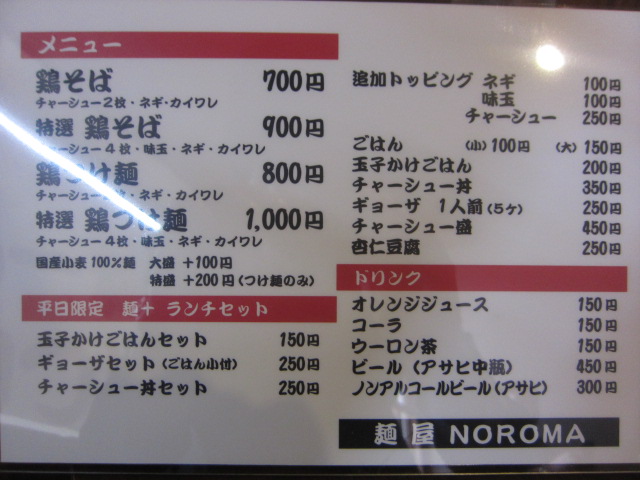 メニュー
鶏そば 700円
チャーシュー2枚・ネギ・カイワレ
特選 鶏そば 900円
チャーシュー4枚・味玉・ネギ・カイワレ
鶏つけ麺 800円
チャーシュー 枚・ネギ・カイワレ
特選 鶏つけ麺 1,000円
チャーシュー4枚・味玉・ネギ・カイワレ
国産小麦100%麺 大盛 +100円
特盛 +200円(つけ麺のみ)
平日限定 麺+ ランチセット
玉子かけごはんセット 150円
ギョーザセット(ごはん小付) 250円
チャーシュー丼セット 250円
追加トッピング ネギ 100円
味玉 100円
チャーシュー 250円
ごはん (小)100円 (大)150円
玉子かけごはん 200円
チャーシュー丼 350円
ギョーザ 1人前(5ケ) 250円
チャーシュー盛 450円
杏仁豆腐 250円
ドリンク
オレンジジュース 150円
コーラ 150円
ウーロン茶 150円
ビール(アサヒ中瓶) 450円
ノンアルコールビール(アサヒ) 300円
麺屋 NOROMA